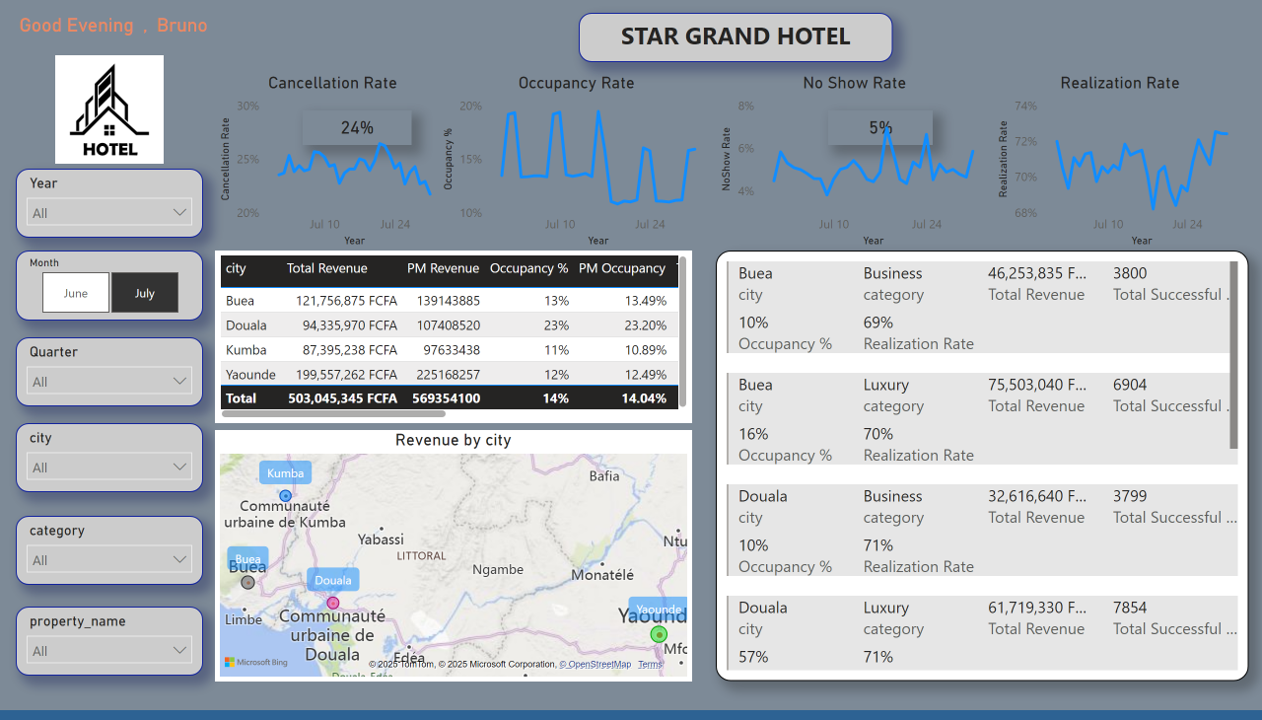 Good Evening , Bruno
STAR GRAND HOTEL
HOTEL
Year
All
Month
June July
Quarter
All
city
All
category
All
property_name
All
Cancellation Rate
24%
Cancellation Rate
30%
25%
20%
Jul 10 Jul 24
Year
Occupancy Rate
Occupancy %
20%
15%
10%
Jul 10 Jul 24
Year
No Show Rate
5%
NoShow Rate
8%
6%
4%
Jul 10 Jul 24
Year
Realization Rate
Realization Rate
74%
72%
70%
68%
Jul 10 Jul 24
Year
city Total Revenue PM Revenue Occupancy % PM Occupancy
Buea 121,756,875 FCFA 139143885 13% 13.49%
Douala 94,335,970 FCFA 107408520 23% 23.20%
Kumba 87,395,238 FCFA 97633438 11% 10.89%
Yaounde 199,557,262 FCFA 225168257 12% 12.49%
Total 503,045,345 FCFA 569354100 14% 14.04%
Revenue by city
Kumba
Communauté
urbaine de Kumba
Bafia
Yabassi
LITTORAL
Ntu
Buea
Buea
Ngambe
Monatélé
Douala
Limbe
Communauté
urbaine de
Douala
Yaounde
Yaound
Mfc
Edéa
Microsoft Bing
© 2025 TomTom, © 2025 Microsoft Corporation, © OpenStreetMap Terms
Buea Business 46,253,835 F... 3800
city category Total Revenue Total Successful .
10% 69%
Occupancy % Realization Rate
Buea Luxury 75,503,040 F... 6904
city category Total Revenue Total Successful .
16% 70%
Occupancy % Realization Rate
Douala Business 32,616,640 F... 3799
city category Total Revenue Total Successful ...
10% 71%
Occupancy % Realization Rate
Douala Luxury 61,719,330 F... 7854
city category Total Revenue Total Successful ...
57% 71%